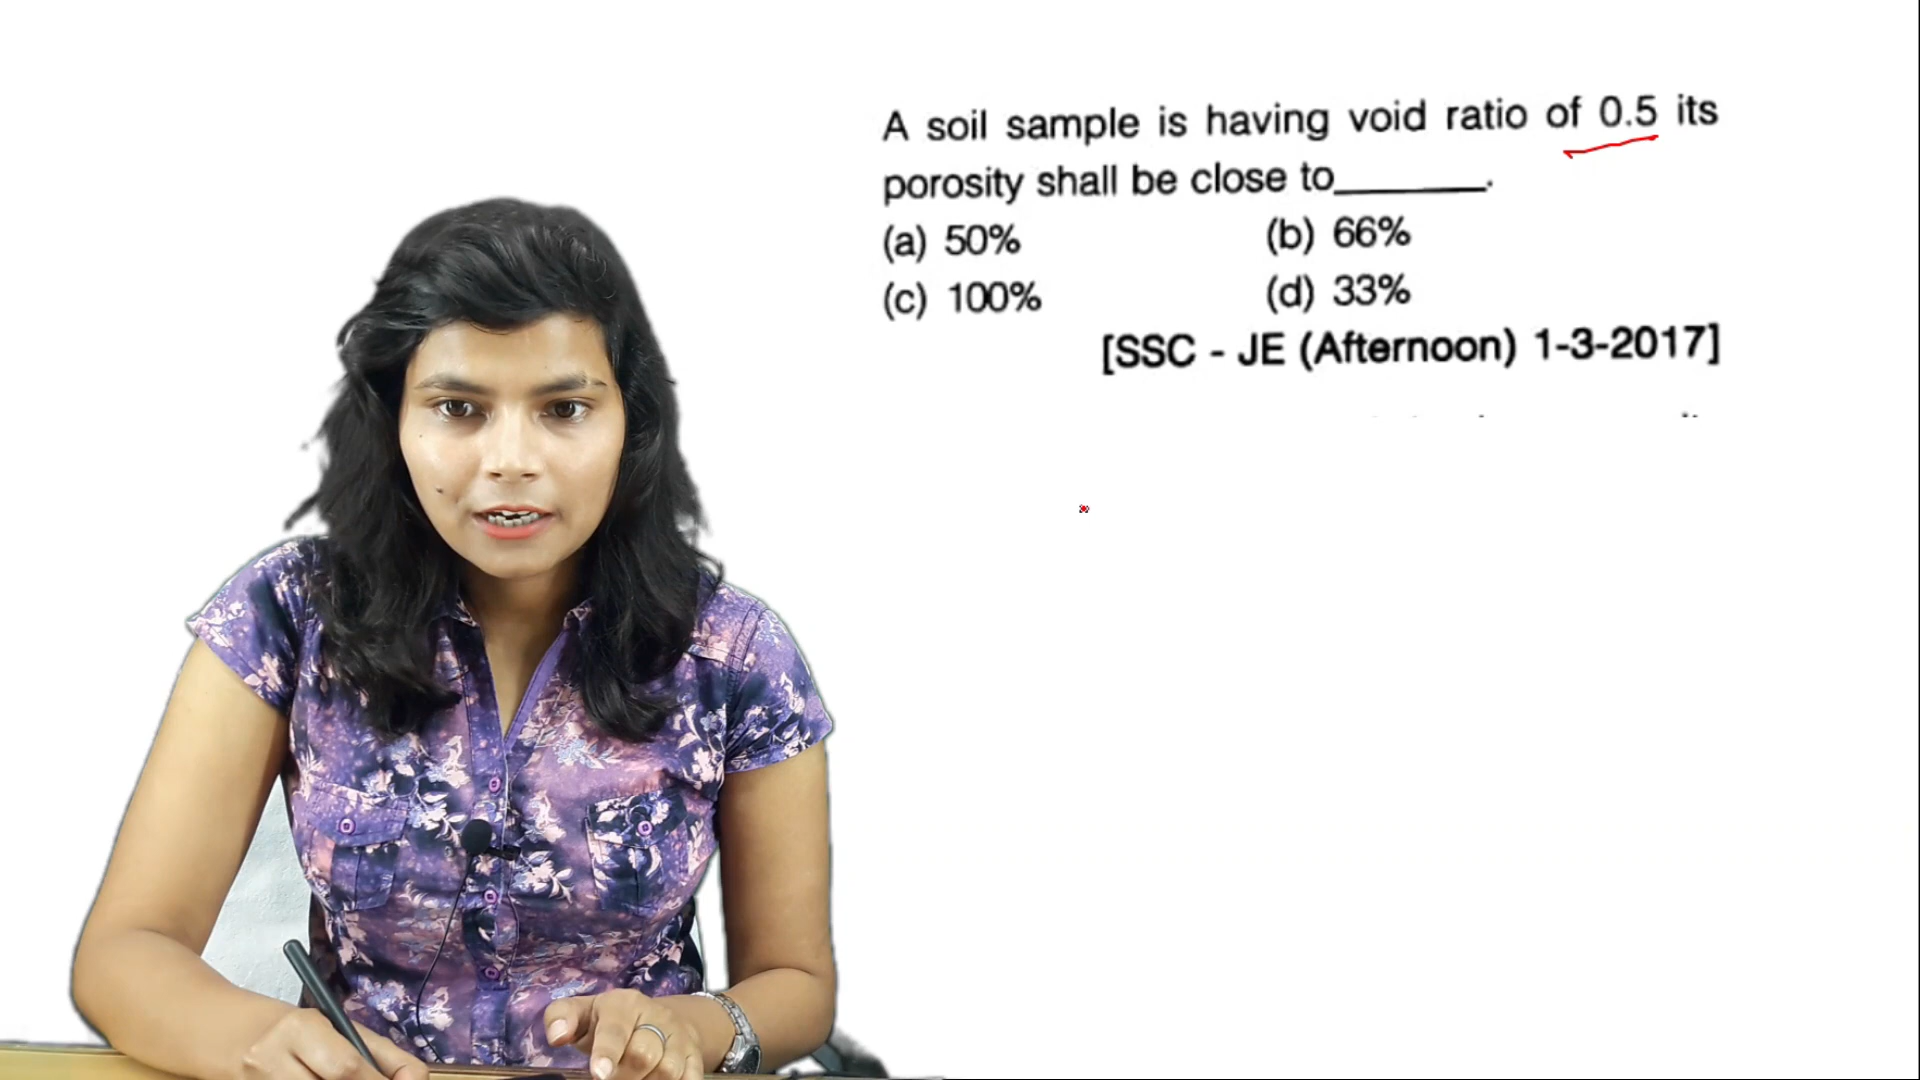 A soil sample is having void ratio of 0.5 its
porosity shall be close to_______.
(a) 50% (b) 66%
(c) 100% (d) 33%
[SSC - JE (Afternoon) 1-3-2017]